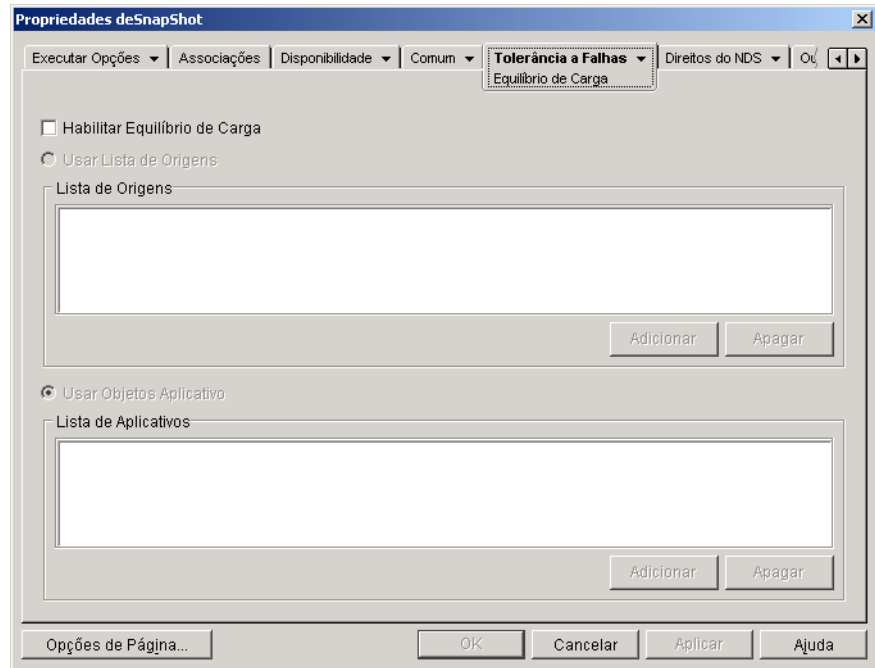 Propriedades deSnapShot
Executar Opções Associações Disponibilidade Comum Tolerância a Falhas Direitos do NDS
Equilíbrio de Carga
Habilitar Equilíbrio de Carga
Usar Lista de Origens
Lista de Origens
Adicionar Apagar
Usar Objetos Aplicativo
Lista de Aplicativos
Adicionar Apagar
Opções de Página... OK Cancelar Aplicar Ajuda